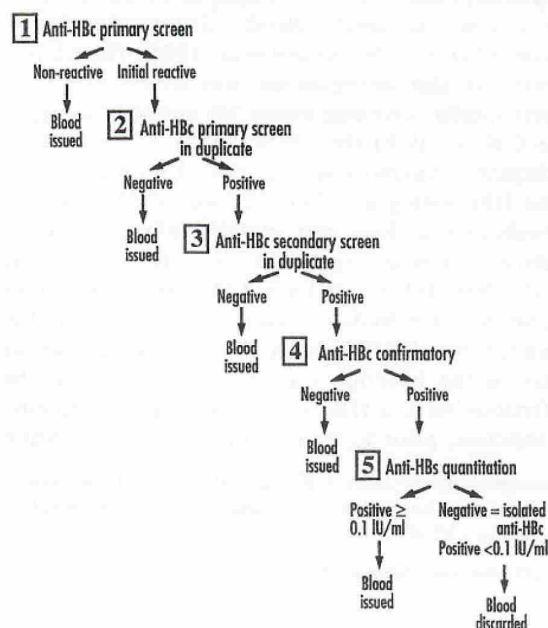 1 Anti-HBc primary screen
Non-reactive Initial reactive
Blood
issued
2 Anti-HBc primary screen
in duplicate
Negative Positive
Blood
issued
3 Anti-HBc secondary screen
in duplicate
Negative Positive
Blood
issued
4 Anti-HBc confirmatory
Negative Positive
Blood
issued
5 Anti-HBs quantitation
Positive ≥
0.1 IU/ml
Negative = isolated
anti-HBc
Positive <0.1 IU/ml
Blood
issued
Blood
discarded